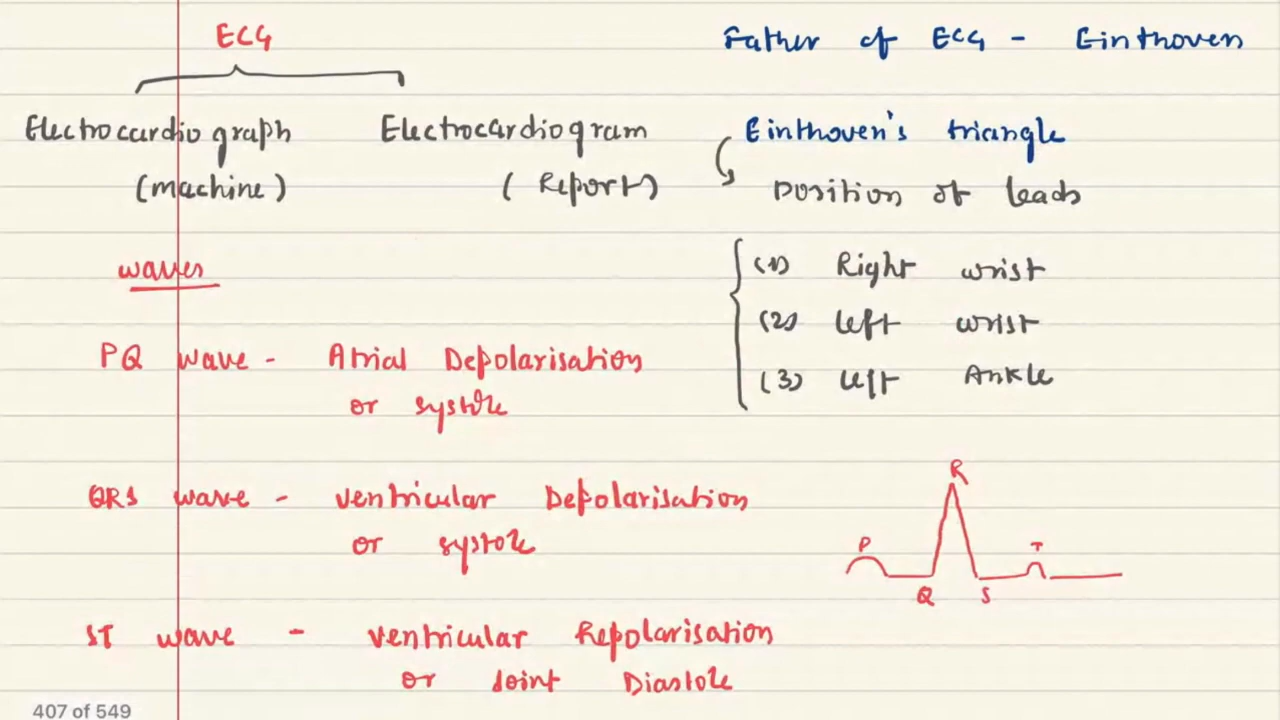 ECG
Electrocardiograph
(machine)
Electrocardiogram
(Report)
Father of ECG - Einthoven
Einthoven's triangle
Position of leads
(1) Right wrist
(2) left wrist
(3) left Ankle
waves
PQ wave - Atrial Depolarisation
or systole
QRS wave - ventricular Depolarisation
or systole
ST wave - ventricular Repolarisation
or Joint Diastole
R
P
T
Q
S
407 of 549